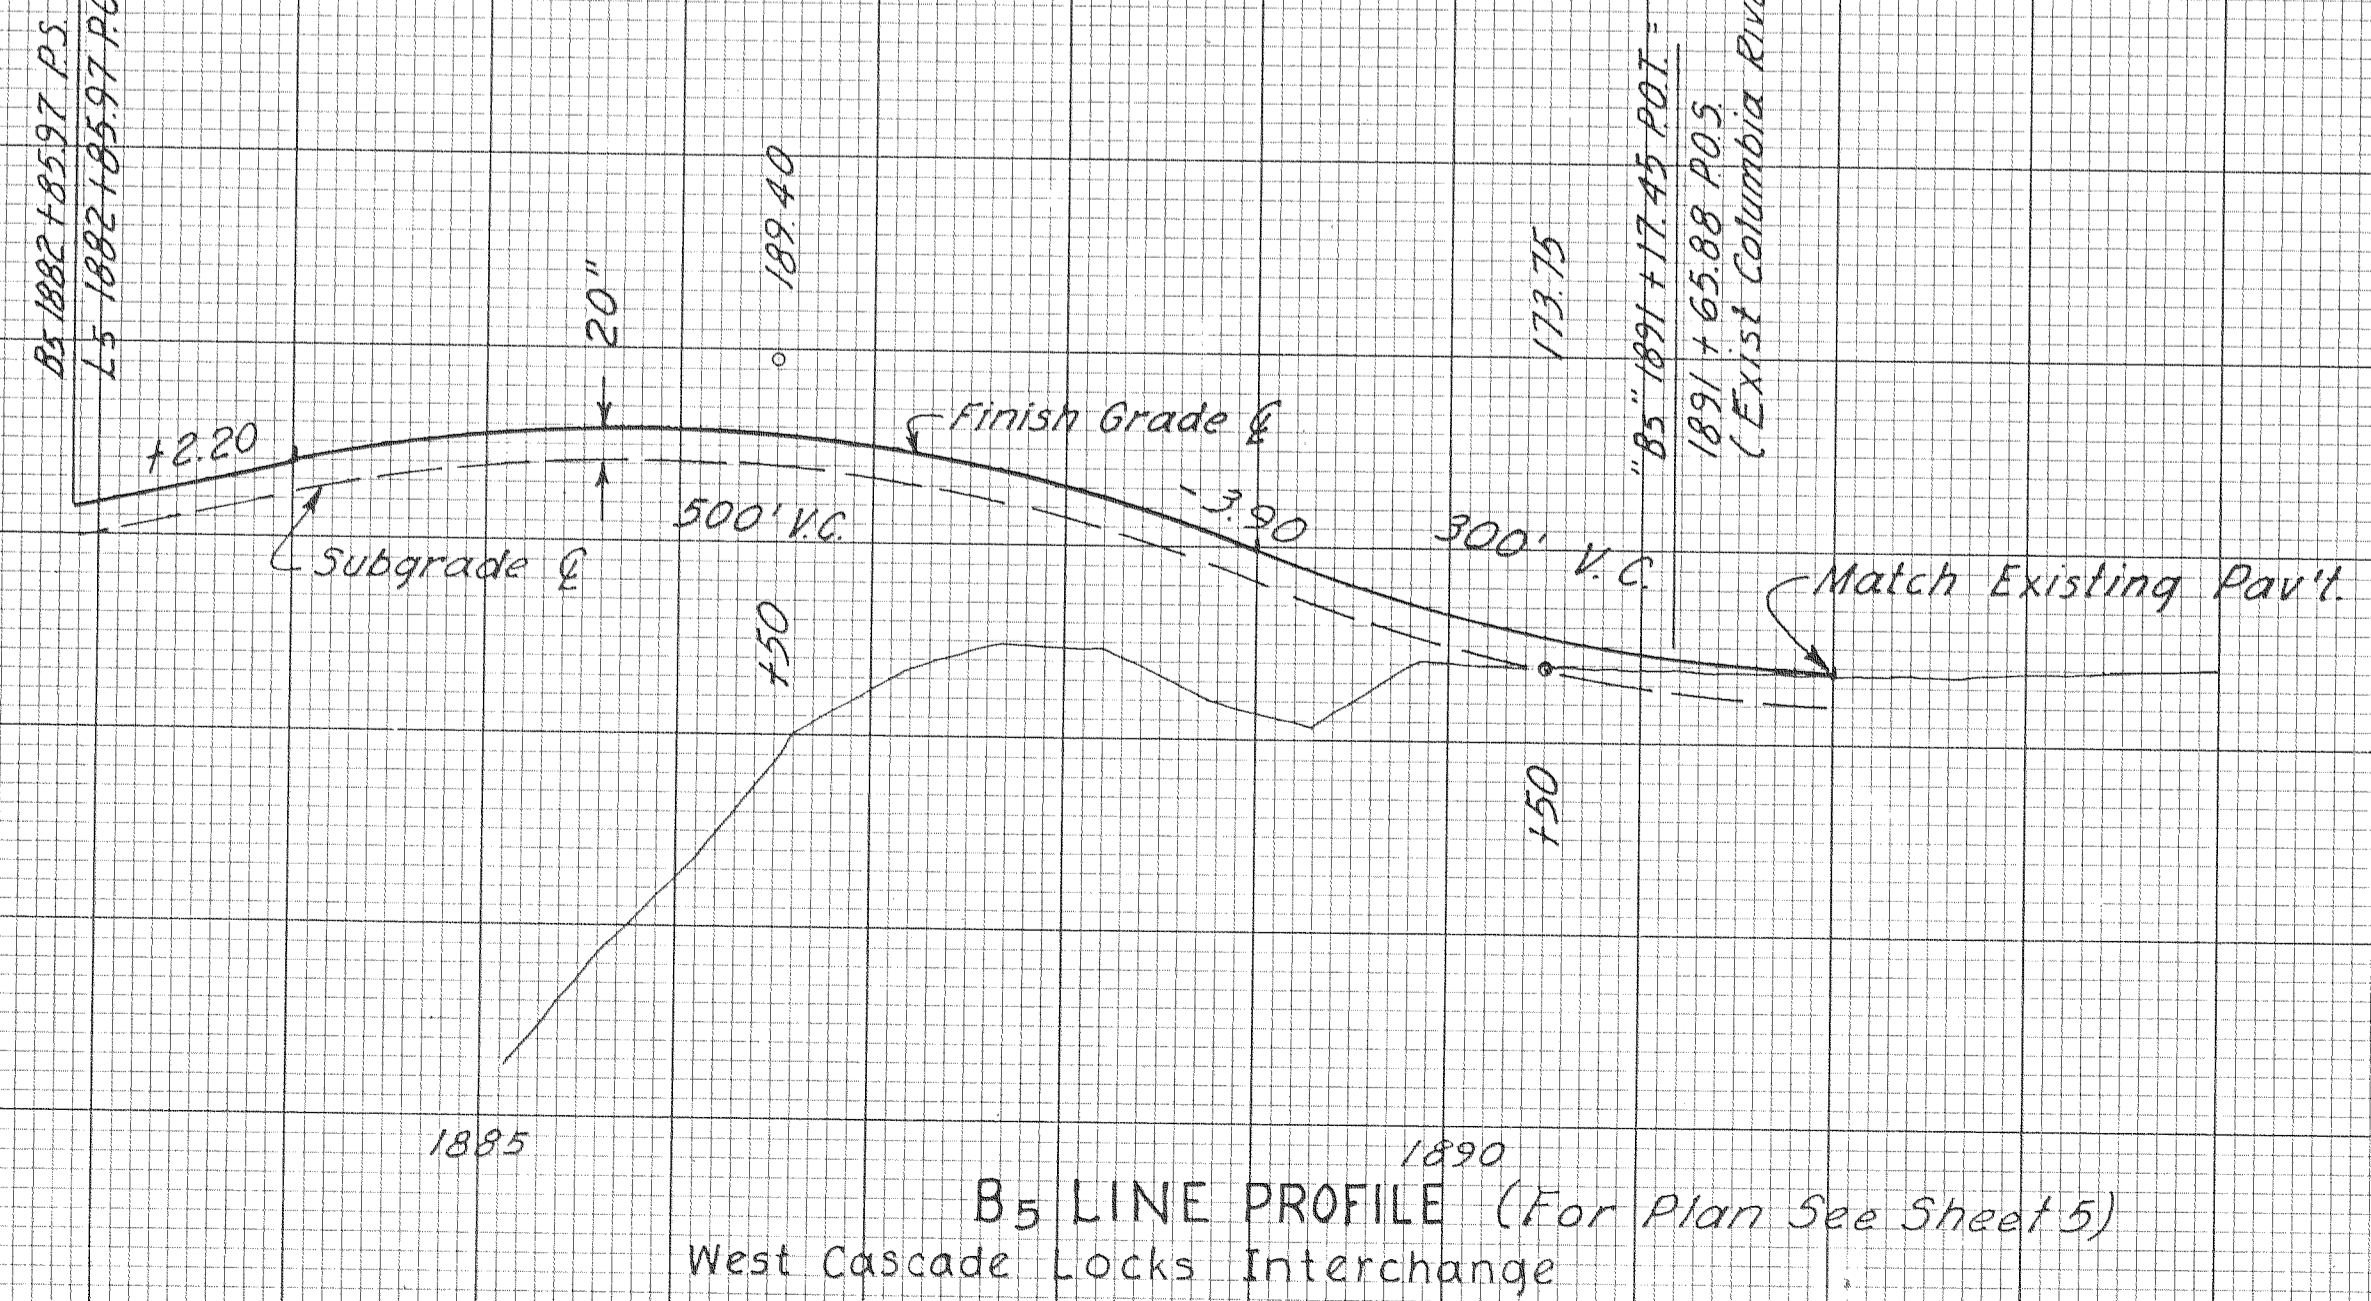 B5 1882+85.97 P.S.
L5 1882+85.97
+2.20
20"
189.40
Finish Grade ℄
Subgrade ℄
500' V.C.
+50
-3.90
300' V.C.
173.75
+50
"B5" 1891+17.45 P.O.T. =
1891+65.88 P.O.S.
(Exist Columbia
Match Existing Pav't.
1885
1890
B5 LINE PROFILE (For Plan See Sheet 5)
West Cascade Locks Interchange